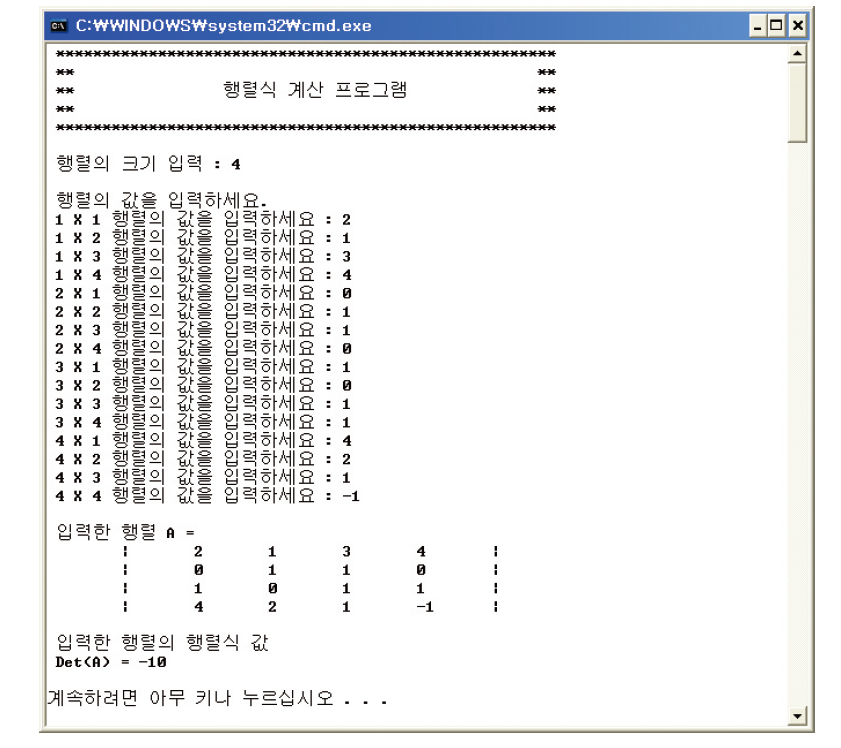 C:\WINDOWS\system32\cmd.exe
******************************************************
** **
** 행렬식 계산 프로그램 **
** **
******************************************************
행렬의 크기 입력 : 4
행렬의 값을 입력하세요.
1 X 1 행렬의 값을 입력하세요 : 2
1 X 2 행렬의 값을 입력하세요 : 1
1 X 3 행렬의 값을 입력하세요 : 3
1 X 4 행렬의 값을 입력하세요 : 4
2 X 1 행렬의 값을 입력하세요 : 0
2 X 2 행렬의 값을 입력하세요 : 1
2 X 3 행렬의 값을 입력하세요 : 1
2 X 4 행렬의 값을 입력하세요 : 0
3 X 1 행렬의 값을 입력하세요 : 1
3 X 2 행렬의 값을 입력하세요 : 0
3 X 3 행렬의 값을 입력하세요 : 1
3 X 4 행렬의 값을 입력하세요 : 1
4 X 1 행렬의 값을 입력하세요 : 4
4 X 2 행렬의 값을 입력하세요 : 2
4 X 3 행렬의 값을 입력하세요 : 1
4 X 4 행렬의 값을 입력하세요 : -1
입력한 행렬 A =
| 2 1 3 4 |
| 0 1 1 0 |
| 1 0 1 1 |
| 4 2 1 -1 |
입력한 행렬의 행렬식 값
Det(A) = -10
계속하려면 아무 키나 누르십시오 . . .